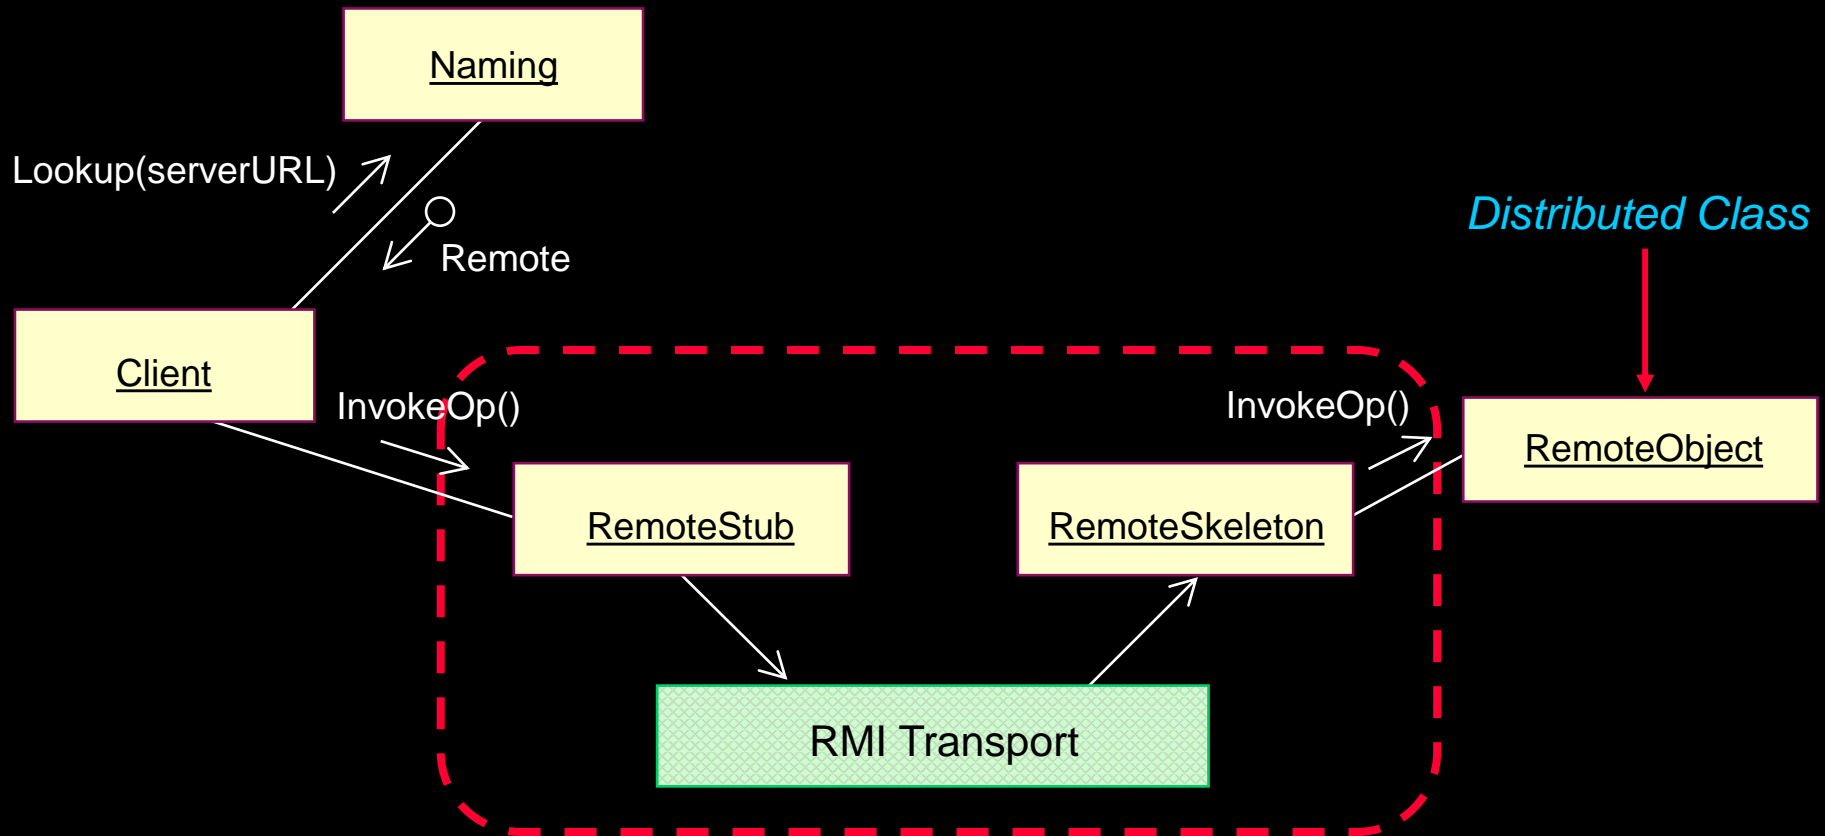 Naming
Lookup(serverURL)
Remote
Distributed Class
Client
InvokeOp()
InvokeOp()
RemoteObject
RemoteStub
RemoteSkeleton
RMI Transport